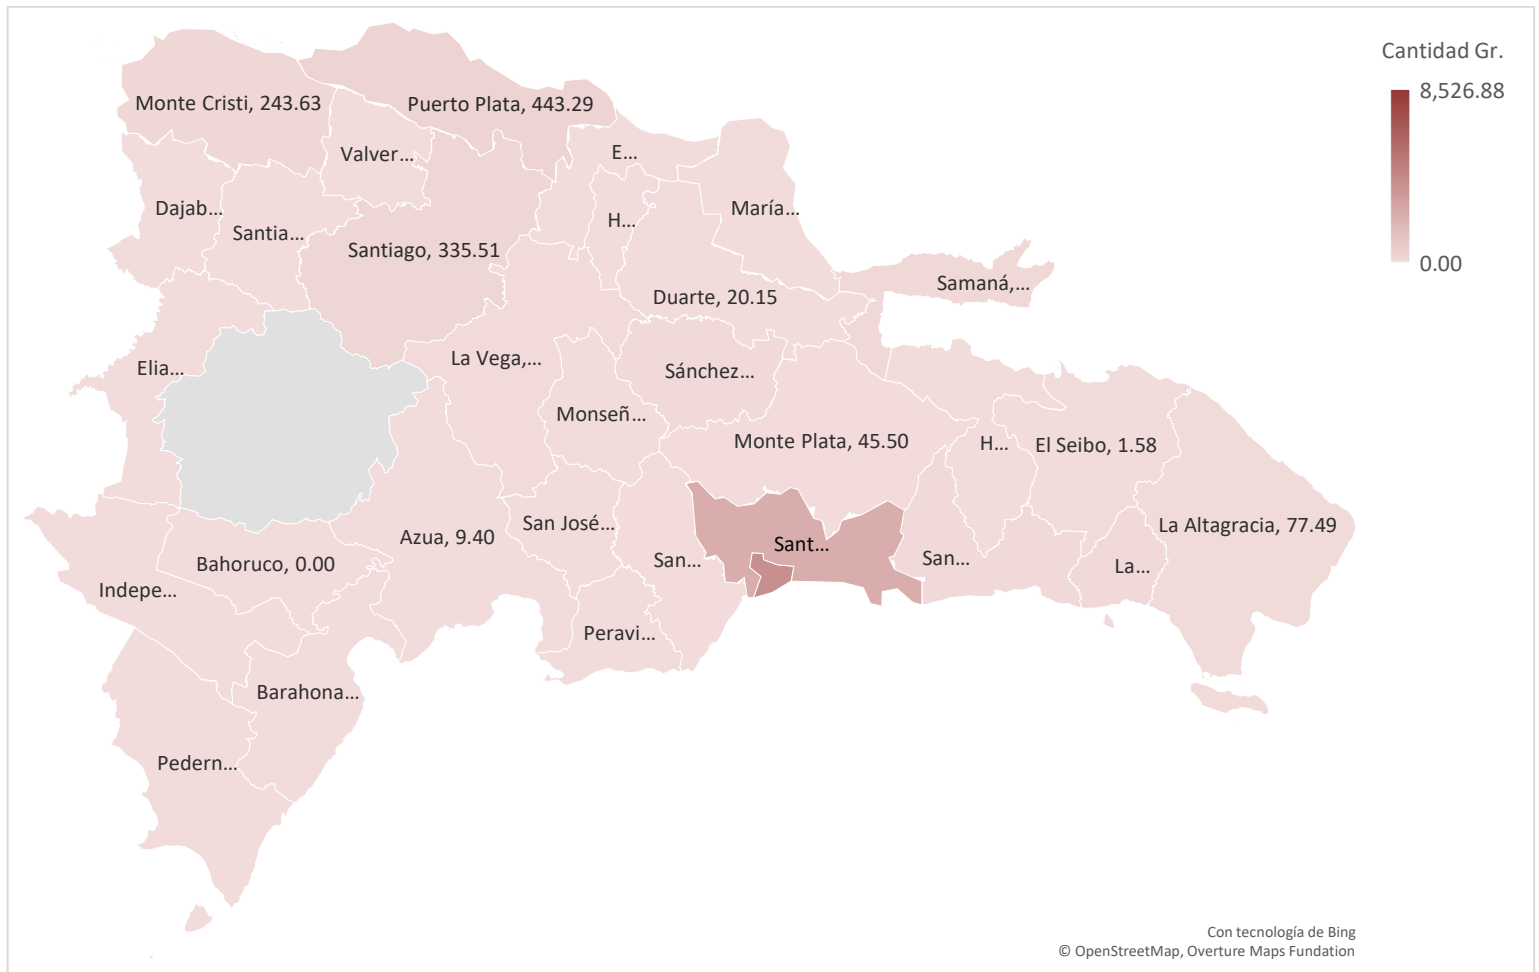 Cantidad Gr.
8,526.88
0.00
Monte Cristi, 243.63
Puerto Plata, 443.29
Valver...
E...
Dajab...
Santia...
H...
María...
Santiago, 335.51
Samaná,...
Duarte, 20.15
Elia...
La Vega,...
Sánchez...
Monseñ...
Monte Plata, 45.50
H...
El Seibo, 1.58
San José...
Azua, 9.40
La Altagracia, 77.49
Sant...
Bahoruco, 0.00
San...
San...
La...
Indepe...
Peravi...
Barahona...
Pedern...
Con tecnología de Bing
© OpenStreetMap, Overture Maps Fundation